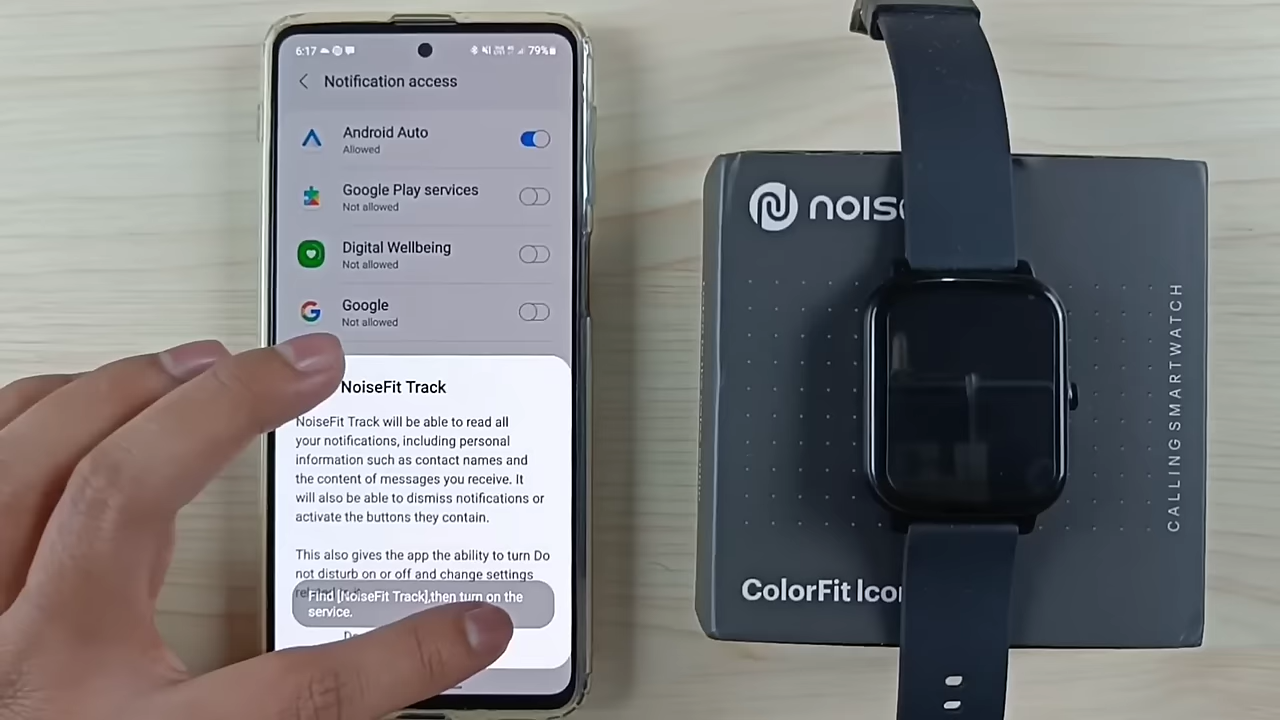 6:17
79%
Notification access
Android Auto
Allowed
Google Play services
Not allowed
Digital Wellbeing
Not allowed
Google
Not allowed
NoiseFit Track
NoiseFit Track will be able to read all
your notifications, including personal
information such as contact names and
the content of messages you receive. It
will also be able to dismiss notifications or
activate the buttons they contain.
This also gives the app the ability to turn Do
not disturb on or off and change settings
Find [NoiseFit Track],then turn on the
service.
NOISE
ColorFit Icon
CALLING SMARTWATCH